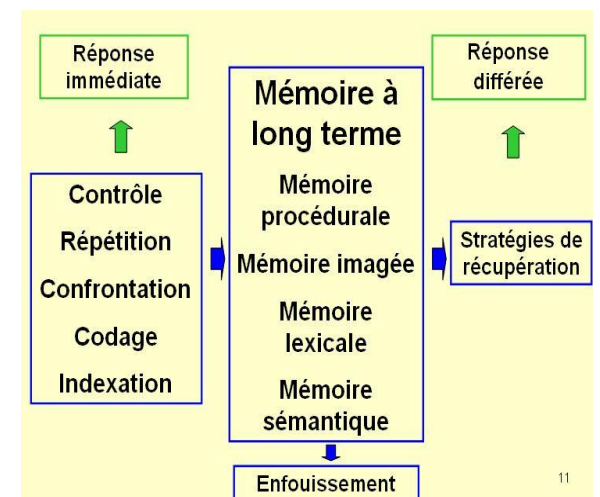 Réponse
immédiate
Réponse
différée
Mémoire à
long terme
Mémoire
procédurale
Mémoire imagée
Mémoire
lexicale
Mémoire
sémantique
Contrôle
Répétition
Confrontation
Codage
Indexation
Stratégies de
récupération
Enfouissement
11